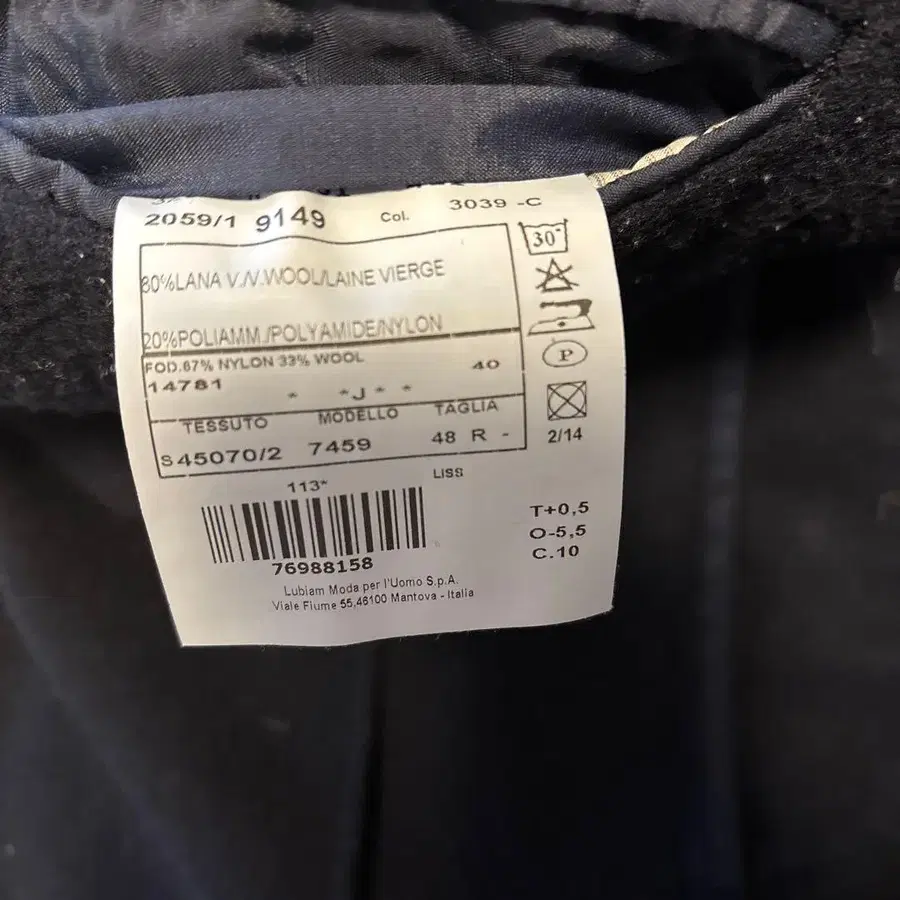 2059/1 9149 Col. 3039 -C
30°
80%LANA V./V.WOOL/LAINE VIERGE
20%POLIAMM./POLYAMIDE/NYLON
FOD.67% NYLON 33% WOOL
14781 40
* *J* *
P
TESSUTO MODELLO TAGLIA
S45070/2 7459 48 R -
2/14
LISS
113*
76988158
T+0,5
O-5,5
C.10
Lubiam Moda per l'Uomo S.p.A.
Viale Fiume 55,46100 Mantova - Italia